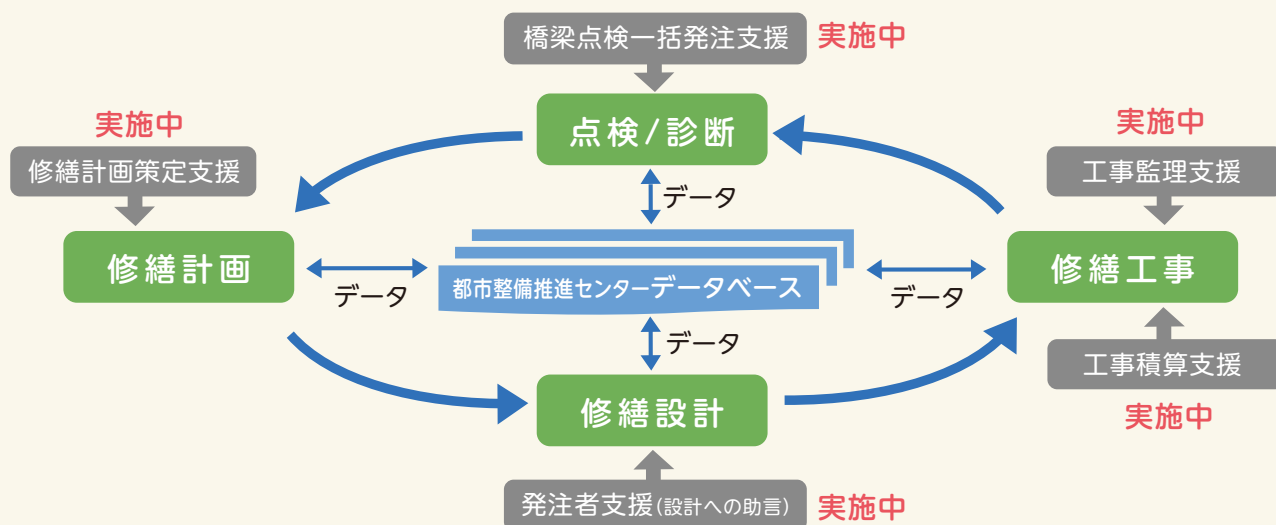 橋梁点検一括発注支援 実施中
点検/診断
実施中
修繕計画策定支援
実施中
工事監理支援
データ
修繕計画
都市整備推進センターデータベース
修繕工事
データ
データ
データ
工事積算支援
実施中
修繕設計
発注者支援(設計への助言) 実施中